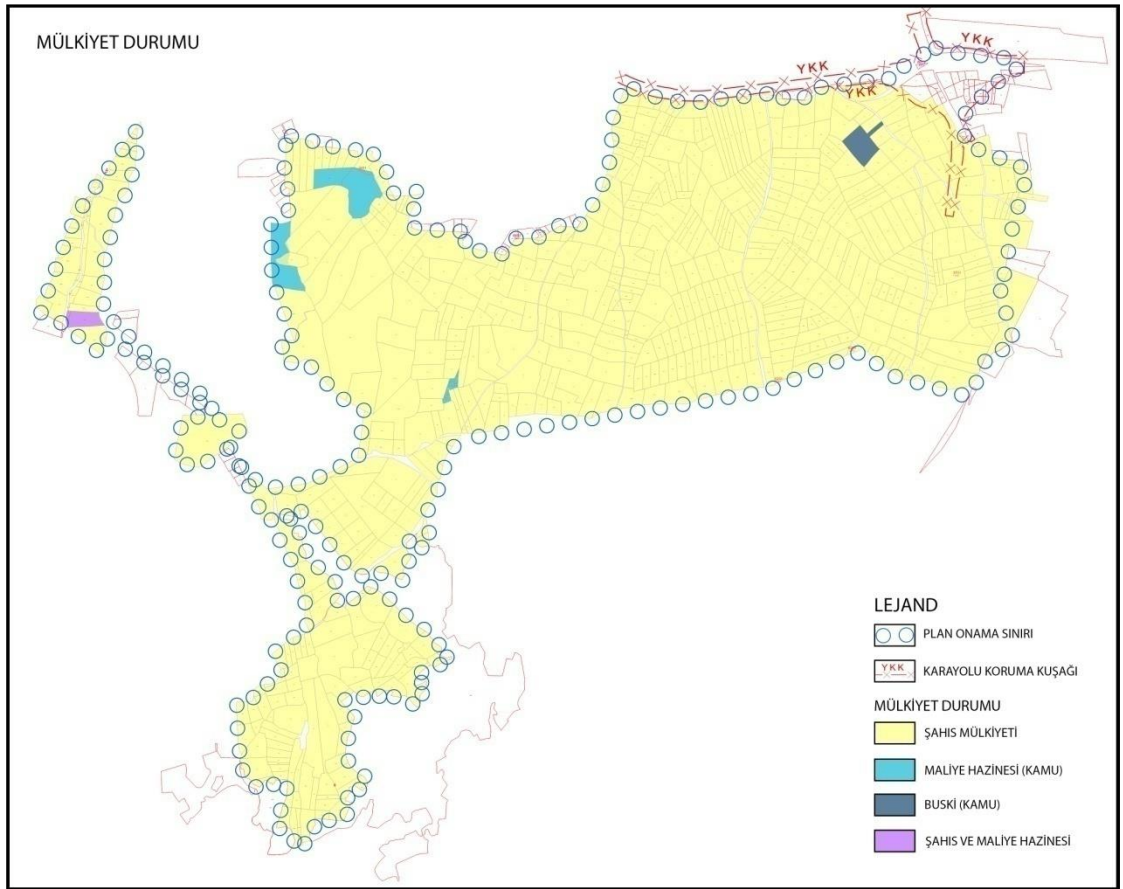 MÜLKİYET DURUMU
YKK
YKK
YKK
LEJAND
PLAN ONAMA SINIRI
YKK
KARAYOLU KORUMA KUŞAĞI
MÜLKİYET DURUMU
ŞAHIS MÜLKİYETİ
MALİYE HAZİNESİ (KAMU)
BUSKİ (KAMU)
ŞAHIS VE MALİYE HAZİNESİ